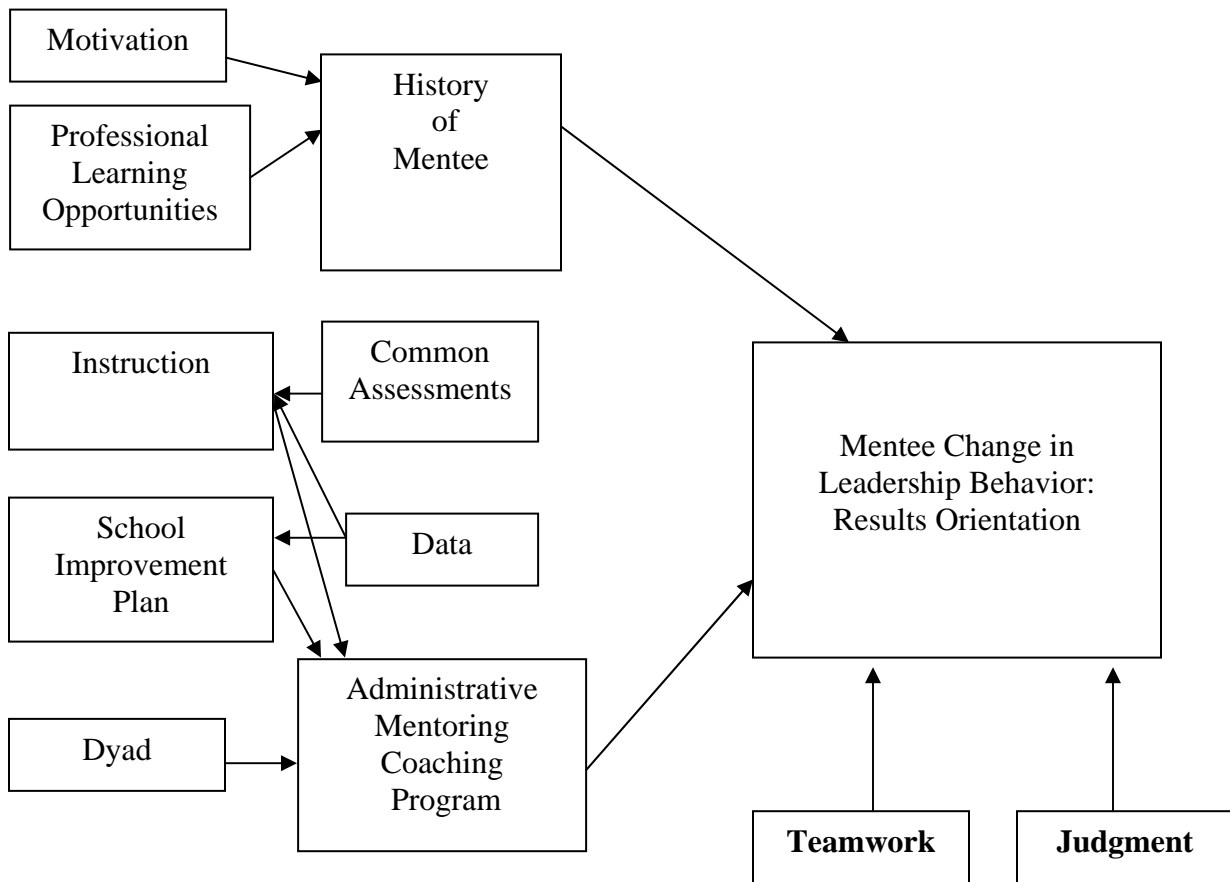 Motivation
History
of
Mentee
Professional
Learning
Opportunities
Instruction
Common
Assessments
Mentee Change in
Leadership Behavior:
Results Orientation
School
Improvement
Plan
Data
Administrative
Mentoring
Coaching
Program
Dyad
Teamwork
Judgment